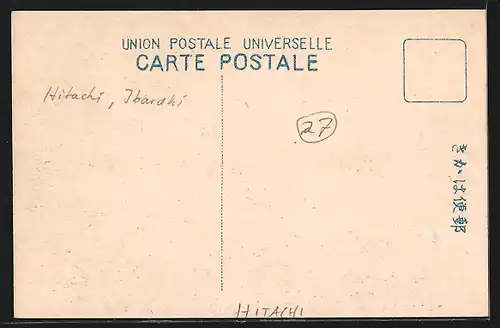 UNION POSTALE UNIVERSELLE
CARTE POSTALE
Hitachi, Ibaraki
27
きかは便郵
HITACHI